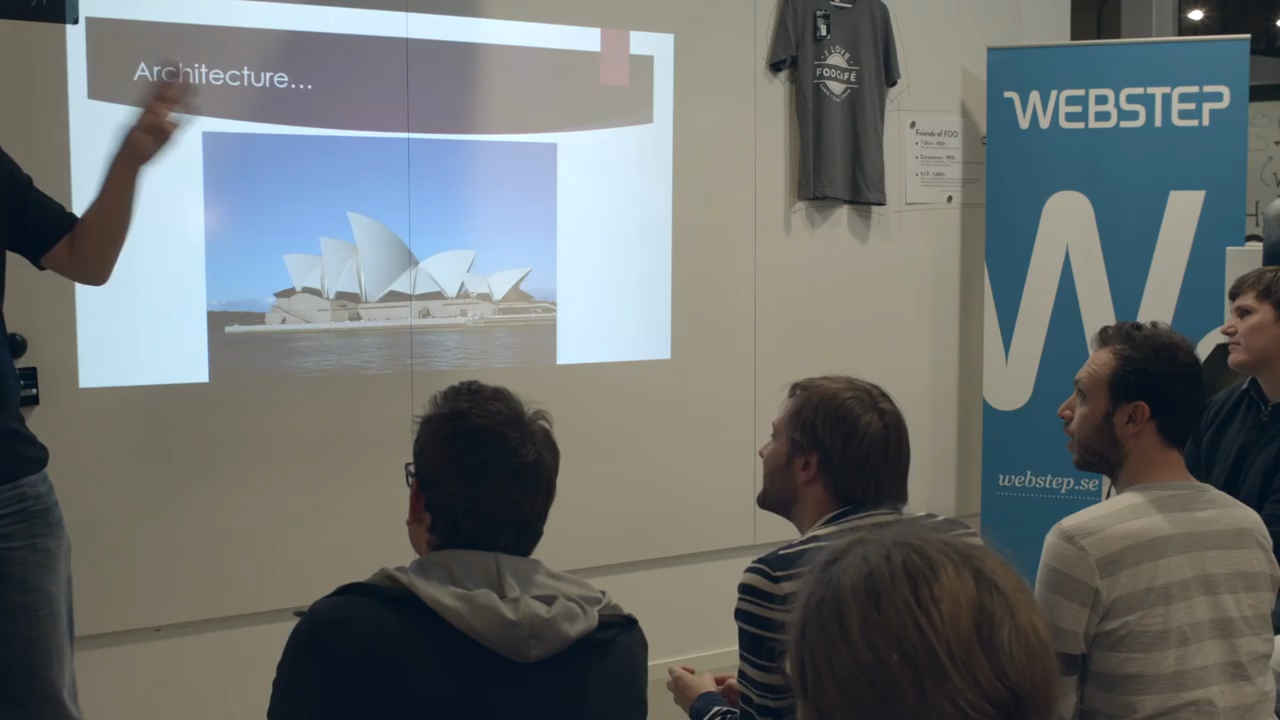 Architecture...
I LOVE
FOOCAFÉ
Friends of FOO
WEBSTEP
W
webstep.se